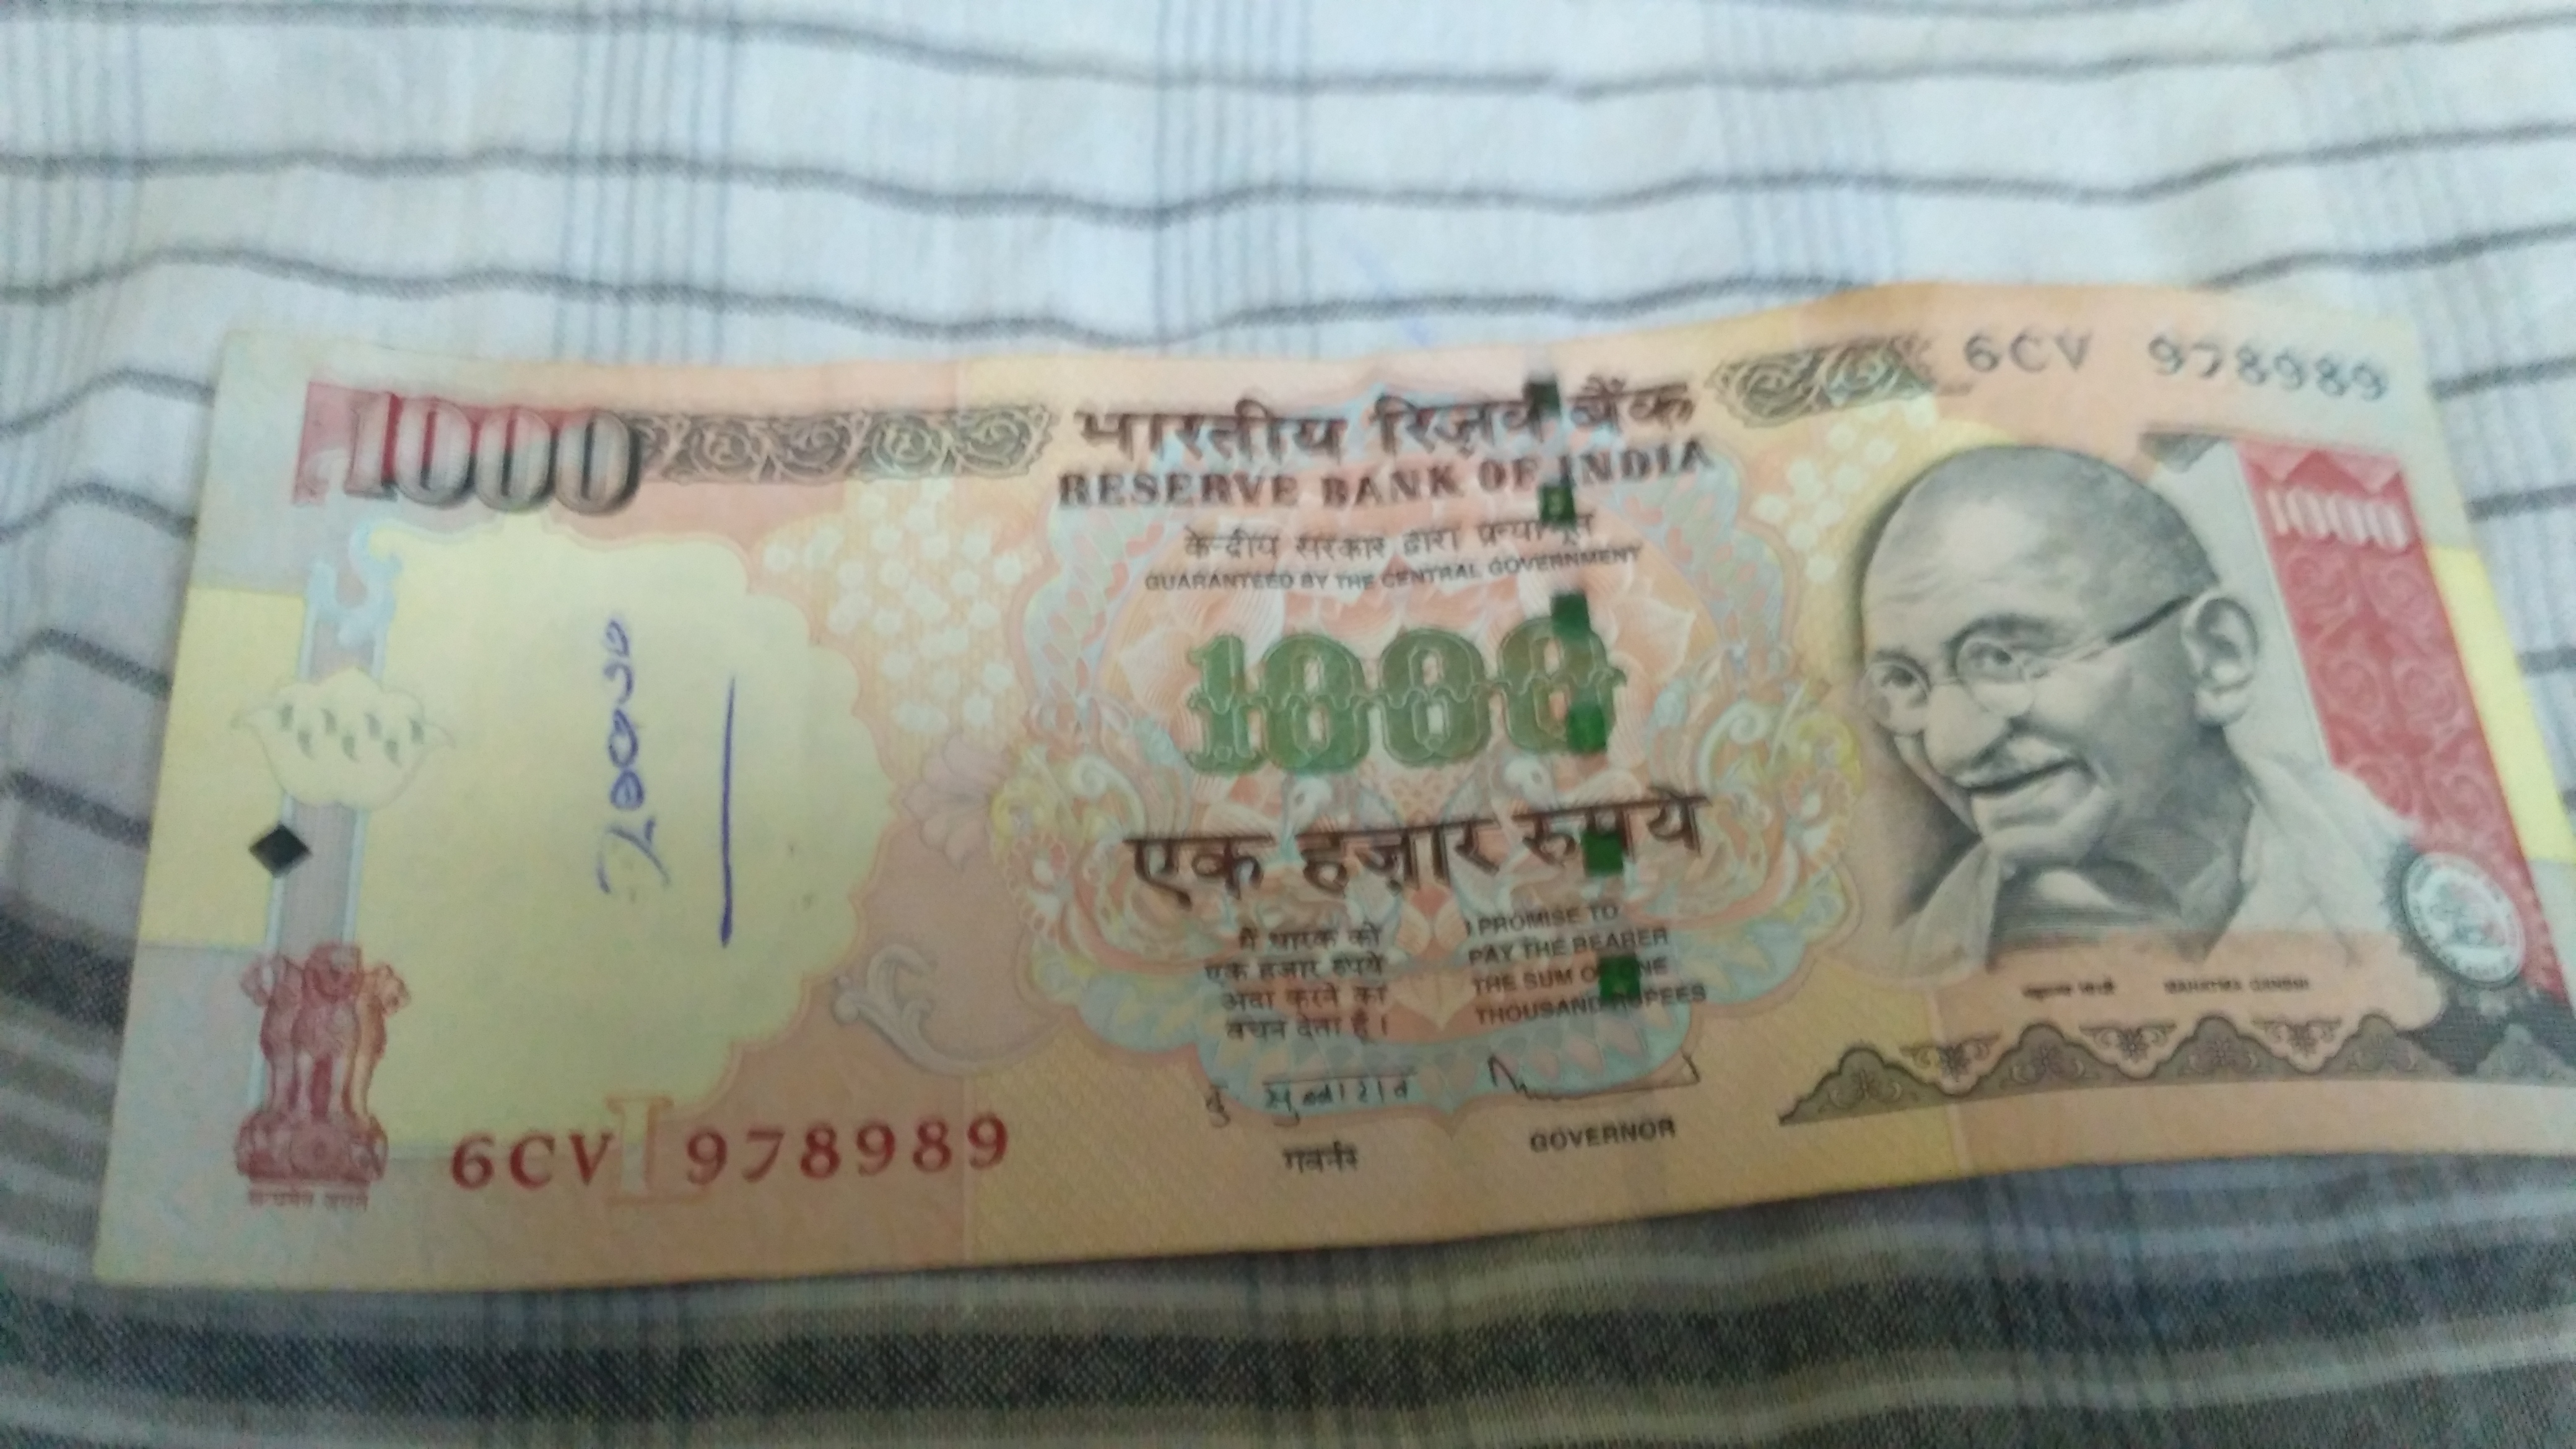 1000
भारतीय रिज़र्व बैंक
RESERVE BANK OF INDIA
6CV 978989
केन्द्रीय सरकार द्वारा प्रत्याभूत
GUARANTEED BY THE CENTRAL GOVERNMENT
1000
1000
एक हज़ार रुपये
मैं धारक को
एक हजार रुपये
अदा करने का
वचन देता हूँ।
I PROMISE TO
PAY THE BEARER
THE SUM OF ONE
THOUSAND RUPEES
महात्मा गांधी MAHATMA GANDHI
गवर्नर
GOVERNOR
सत्यमेव जयते
6CV 978989
L